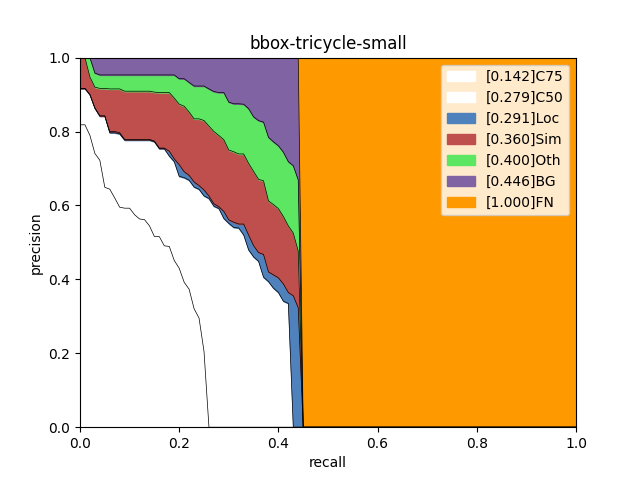 bbox-tricycle-small
1.0
0.8
0.6
0.4
0.2
0.0
precision
[0.142]C75
[0.279]C50
[0.291]Loc
[0.360]Sim
[0.400]Oth
[0.446]BG
[1.000]FN
0.0 0.2 0.4 0.6 0.8 1.0
recall